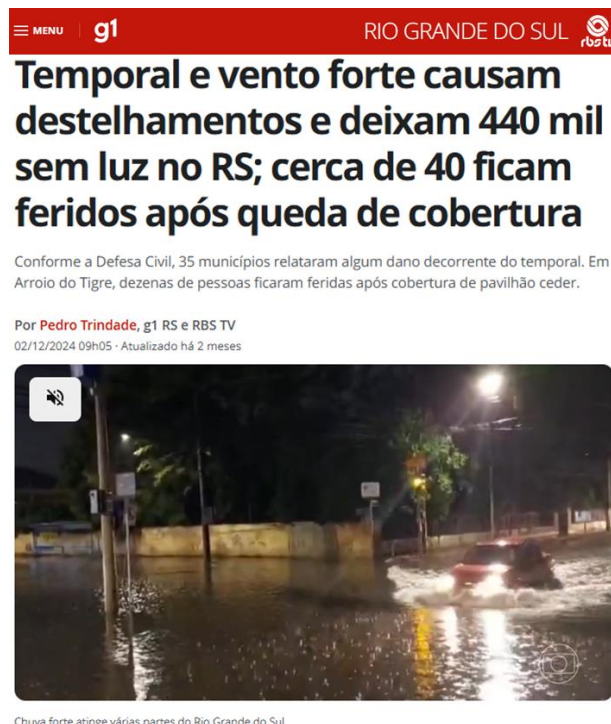 MENU
g1
RIO GRANDE DO SUL
rbs tv
Temporal e vento forte causam
destelhamentos e deixam 440 mil
sem luz no RS; cerca de 40 ficam
feridos após queda de cobertura
Conforme a Defesa Civil, 35 municípios relataram algum dano decorrente do temporal. Em
Arroio do Tigre, dezenas de pessoas ficaram feridas após cobertura de pavilhão ceder.
Por Pedro Trindade, g1 RS e RBS TV
02/12/2024 09h05 · Atualizado há 2 meses
Chuva forte atinge várias partes do Rio Grande do Sul